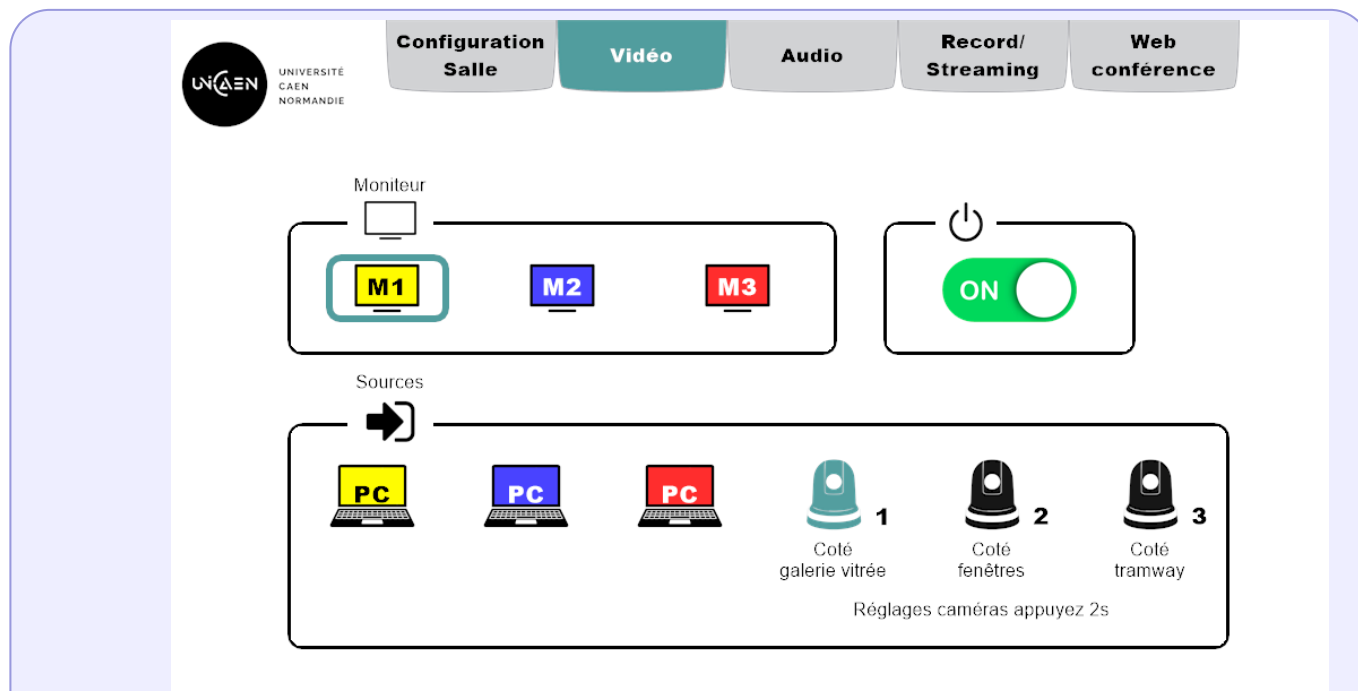 UNICAEN
UNIVERSITÉ
CAEN
NORMANDIE
Configuration
Salle
Vidéo
Audio
Record/
Streaming
Web
conférence
Moniteur
M1
M2
M3
ON
Sources
PC
PC
PC
1
2
3
Coté
galerie vitrée
Coté
fenêtres
Coté
tramway
Réglages caméras appuyez 2s